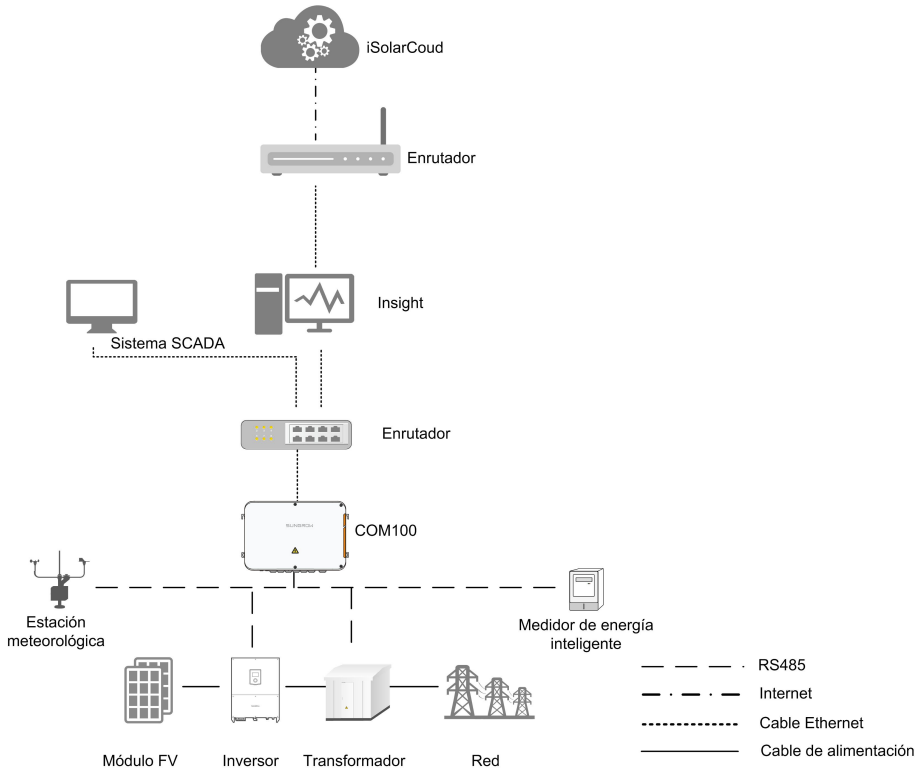 iSolarCoud
Enrutador
Insight
Sistema SCADA
Enrutador
SUNGROW
COM100
Estación
meteorológica
Medidor de energía
inteligente
RS485
Internet
Cable Ethernet
Cable de alimentación
Módulo FV
Inversor
Transformador
Red